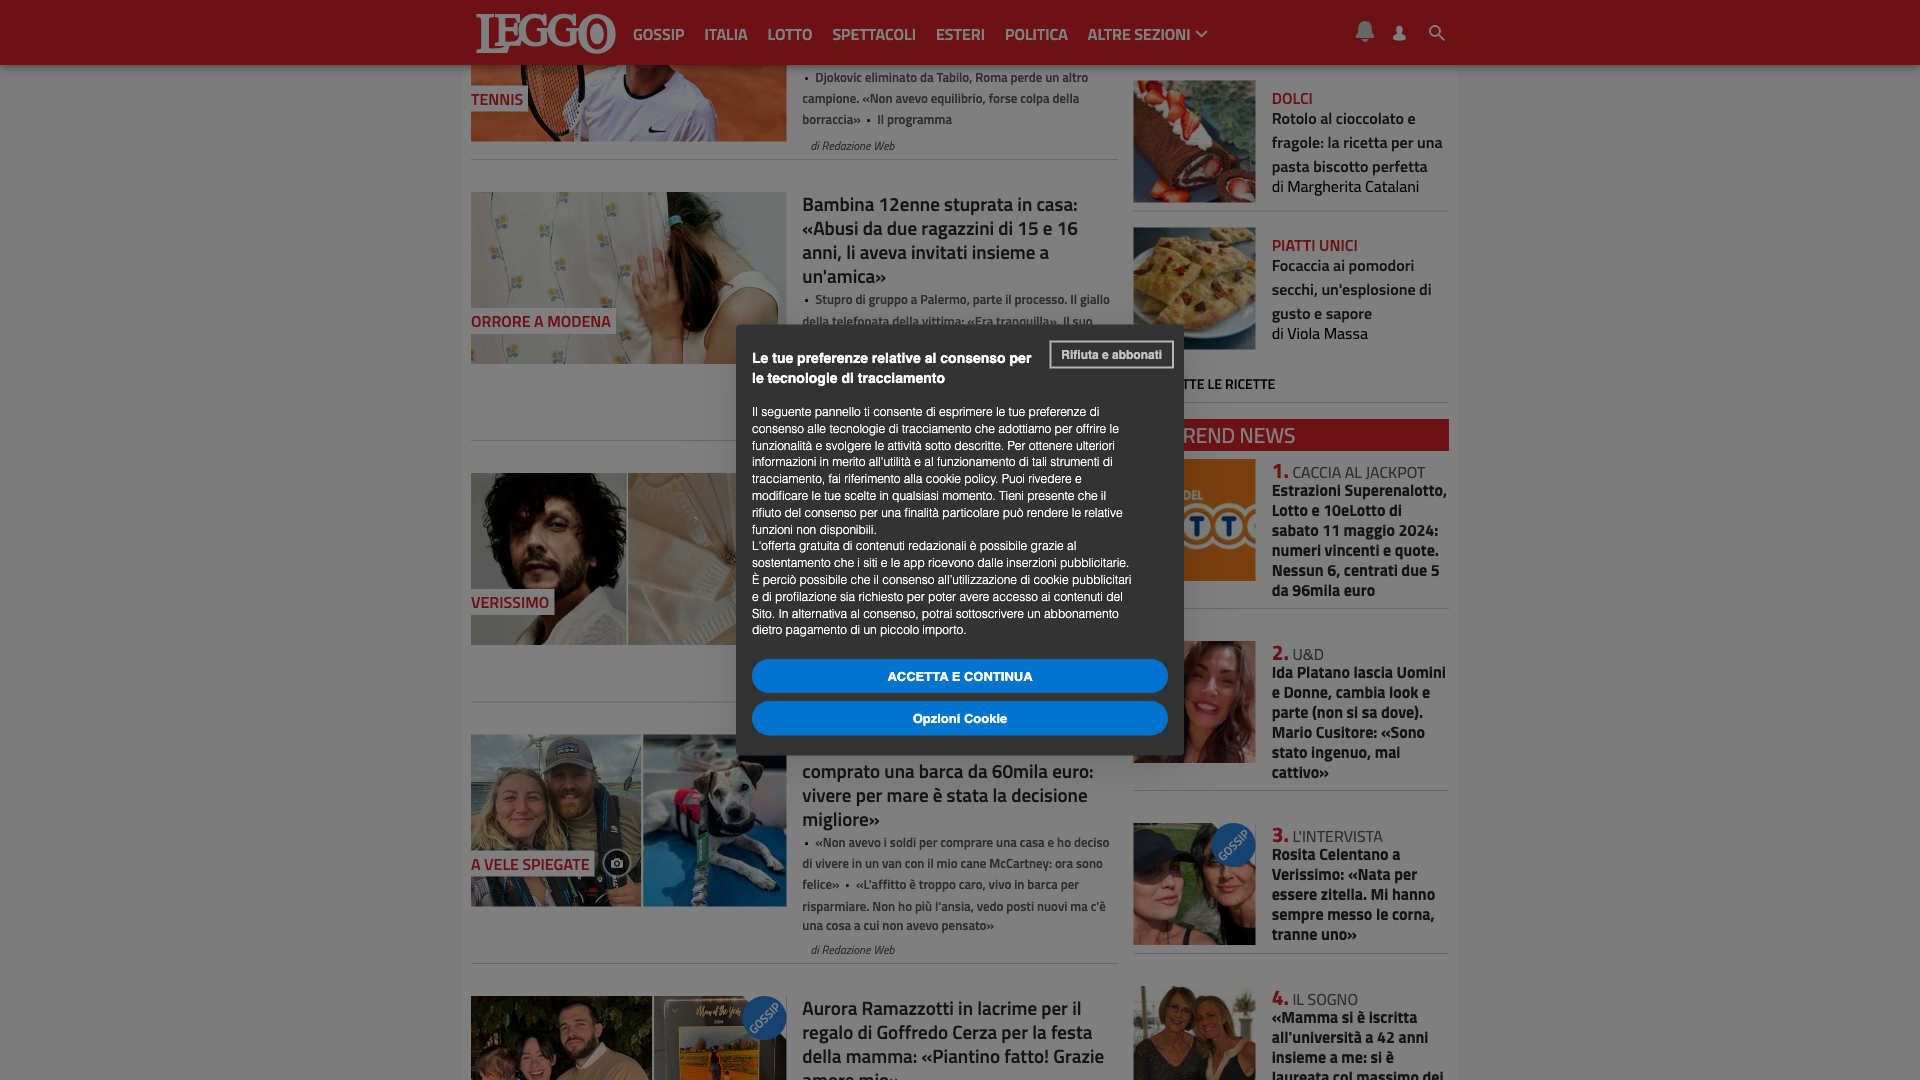 LEGGO
GOSSIP ITALIA LOTTO SPETTACOLI ESTERI POLITICA ALTRE SEZIONI
TENNIS
• Djokovic eliminato da Tabilo, Roma perde un altro
campione. «Non avevo equilibrio, forse colpa della
borraccia» • Il programma
di Redazione Web
ORRORE A MODENA
Bambina 12enne stuprata in casa:
«Abusi da due ragazzini di 15 e 16
anni, li aveva invitati insieme a
un'amica»
• Stupro di gruppo a Palermo, parte il processo. Il giallo
della telefonata della vittima: «Era tranquilla». Il suo
Le tue preferenze relative al consenso per
le tecnologie di tracciamento
Rifiuta e abbonati
Il seguente pannello ti consente di esprimere le tue preferenze di
consenso alle tecnologie di tracciamento che adottiamo per offrire le
funzionalità e svolgere le attività sotto descritte. Per ottenere ulteriori
informazioni in merito all'utilità e al funzionamento di tali strumenti di
tracciamento, fai riferimento alla cookie policy. Puoi rivedere e
modificare le tue scelte in qualsiasi momento. Tieni presente che il
rifiuto del consenso per una finalità particolare può rendere le relative
funzioni non disponibili.
L'offerta gratuita di contenuti redazionali è possibile grazie al
sostentamento che i siti e le app ricevono dalle inserzioni pubblicitarie.
È perciò possibile che il consenso all'utilizzazione di cookie pubblicitari
e di profilazione sia richiesto per poter avere accesso ai contenuti del
Sito. In alternativa al consenso, potrai sottoscrivere un abbonamento
dietro pagamento di un piccolo importo.
ACCETTA E CONTINUA
Opzioni Cookie
VERISSIMO
A VELE SPIEGATE
comprato una barca da 60mila euro:
vivere per mare è stata la decisione
migliore»
• «Non avevo i soldi per comprare una casa e ho deciso
di vivere in un van con il mio cane McCartney: ora sono
felice» • «L'affitto è troppo caro, vivo in barca per
risparmiare. Non ho più l'ansia, vedo posti nuovi ma c'è
una cosa a cui non avevo pensato»
di Redazione Web
GOSSIP
Aurora Ramazzotti in lacrime per il
regalo di Goffredo Cerza per la festa
della mamma: «Piantino fatto! Grazie
amore mio»
DOLCI
Rotolo al cioccolato e
fragole: la ricetta per una
pasta biscotto perfetta
di Margherita Catalani
PIATTI UNICI
Focaccia ai pomodori
secchi, un'esplosione di
gusto e sapore
di Viola Massa
TTE LE RICETTE
REND NEWS
DEL
TT
1. CACCIA AL JACKPOT
Estrazioni Superenalotto,
Lotto e 10eLotto di
sabato 11 maggio 2024:
numeri vincenti e quote.
Nessun 6, centrati due 5
da 96mila euro
2. U&D
Ida Platano lascia Uomini
e Donne, cambia look e
parte (non si sa dove).
Mario Cusitore: «Sono
stato ingenuo, mai
cattivo»
GOSSIP
3. L'INTERVISTA
Rosita Celentano a
Verissimo: «Nata per
essere zitella. Mi hanno
sempre messo le corna,
tranne uno»
4. IL SOGNO
«Mamma si è iscritta
all'università a 42 anni
insieme a me: si è
laureata col massimo dei